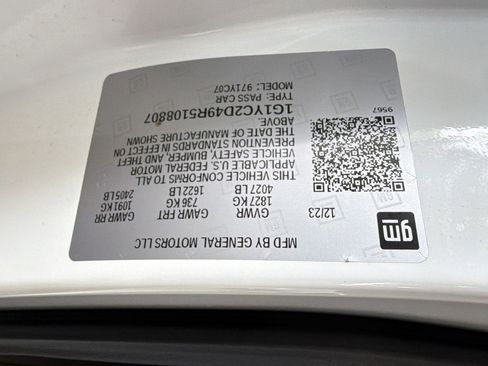 MFD BY GENERAL MOTORS LLC
12/23 GVWR GAWR FRT GAWR RR
1827 KG 736 KG 1091 KG
4027 LB 1622 LB 2405 LB
THIS VEHICLE CONFORMS TO ALL
APPLICABLE U.S. FEDERAL MOTOR
VEHICLE SAFETY, BUMPER, AND THEFT
PREVENTION STANDARDS IN EFFECT ON
THE DATE OF MANUFACTURE SHOWN
ABOVE.
1G1YC2D49R5108807
TYPE: PASS CAR
MODEL: 971YC07
gm
9567